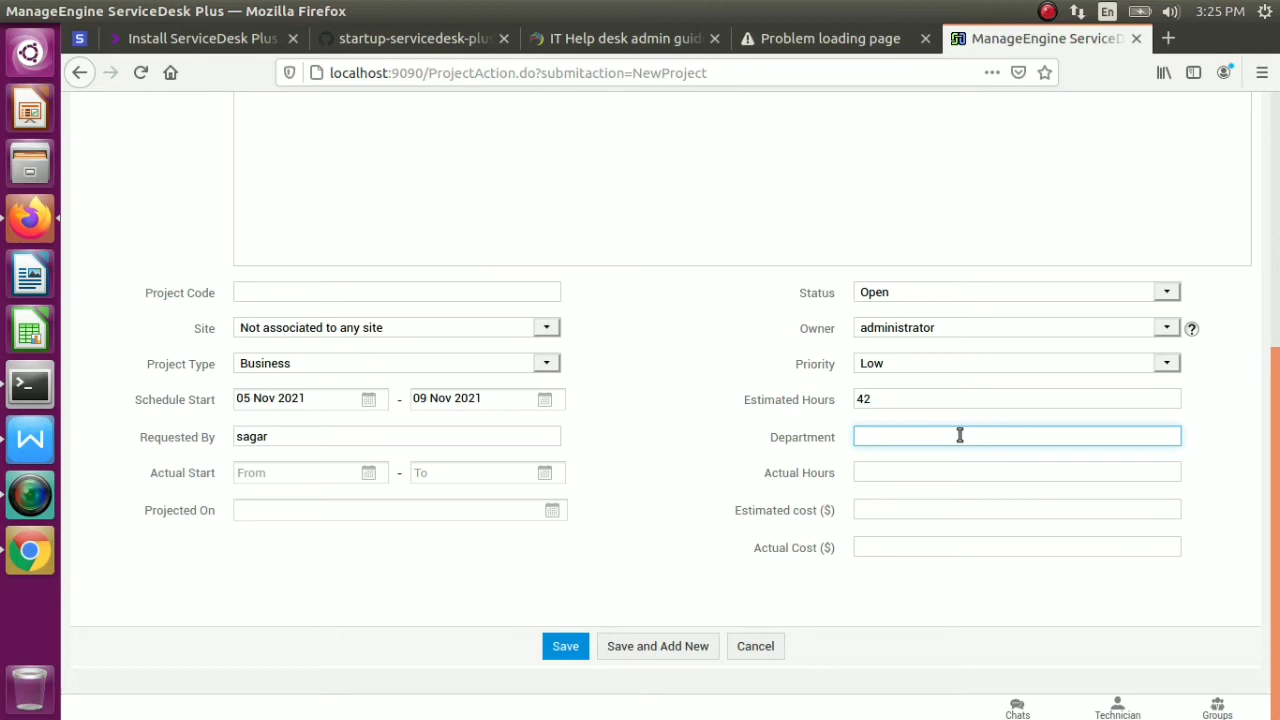 ManageEngine ServiceDesk Plus — Mozilla Firefox
En
3:25 PM
S
Install ServiceDesk Plus
startup-servicedesk-plu
IT Help desk admin guid
Problem loading page
ManageEngine ServiceD
localhost:9090/ProjectAction.do?submitaction=NewProject
Project Code
Status
Open
Site
Not associated to any site
Owner
administrator
Project Type
Business
Priority
Low
Schedule Start
05 Nov 2021
-
09 Nov 2021
Estimated Hours
42
Requested By
sagar
Department
Actual Start
From
-
To
Actual Hours
Projected On
Estimated cost ($)
Actual Cost ($)
Save
Save and Add New
Cancel
Chats
Technician
Groups